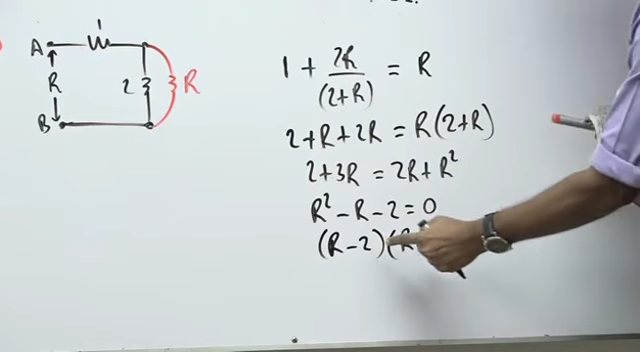 1
A
R
2
R
B
1 + 2R/(2+R) = R
2+R+2R = R(2+R)
2+3R = 2R+R²
R² - R - 2 = 0
(R-2)(R